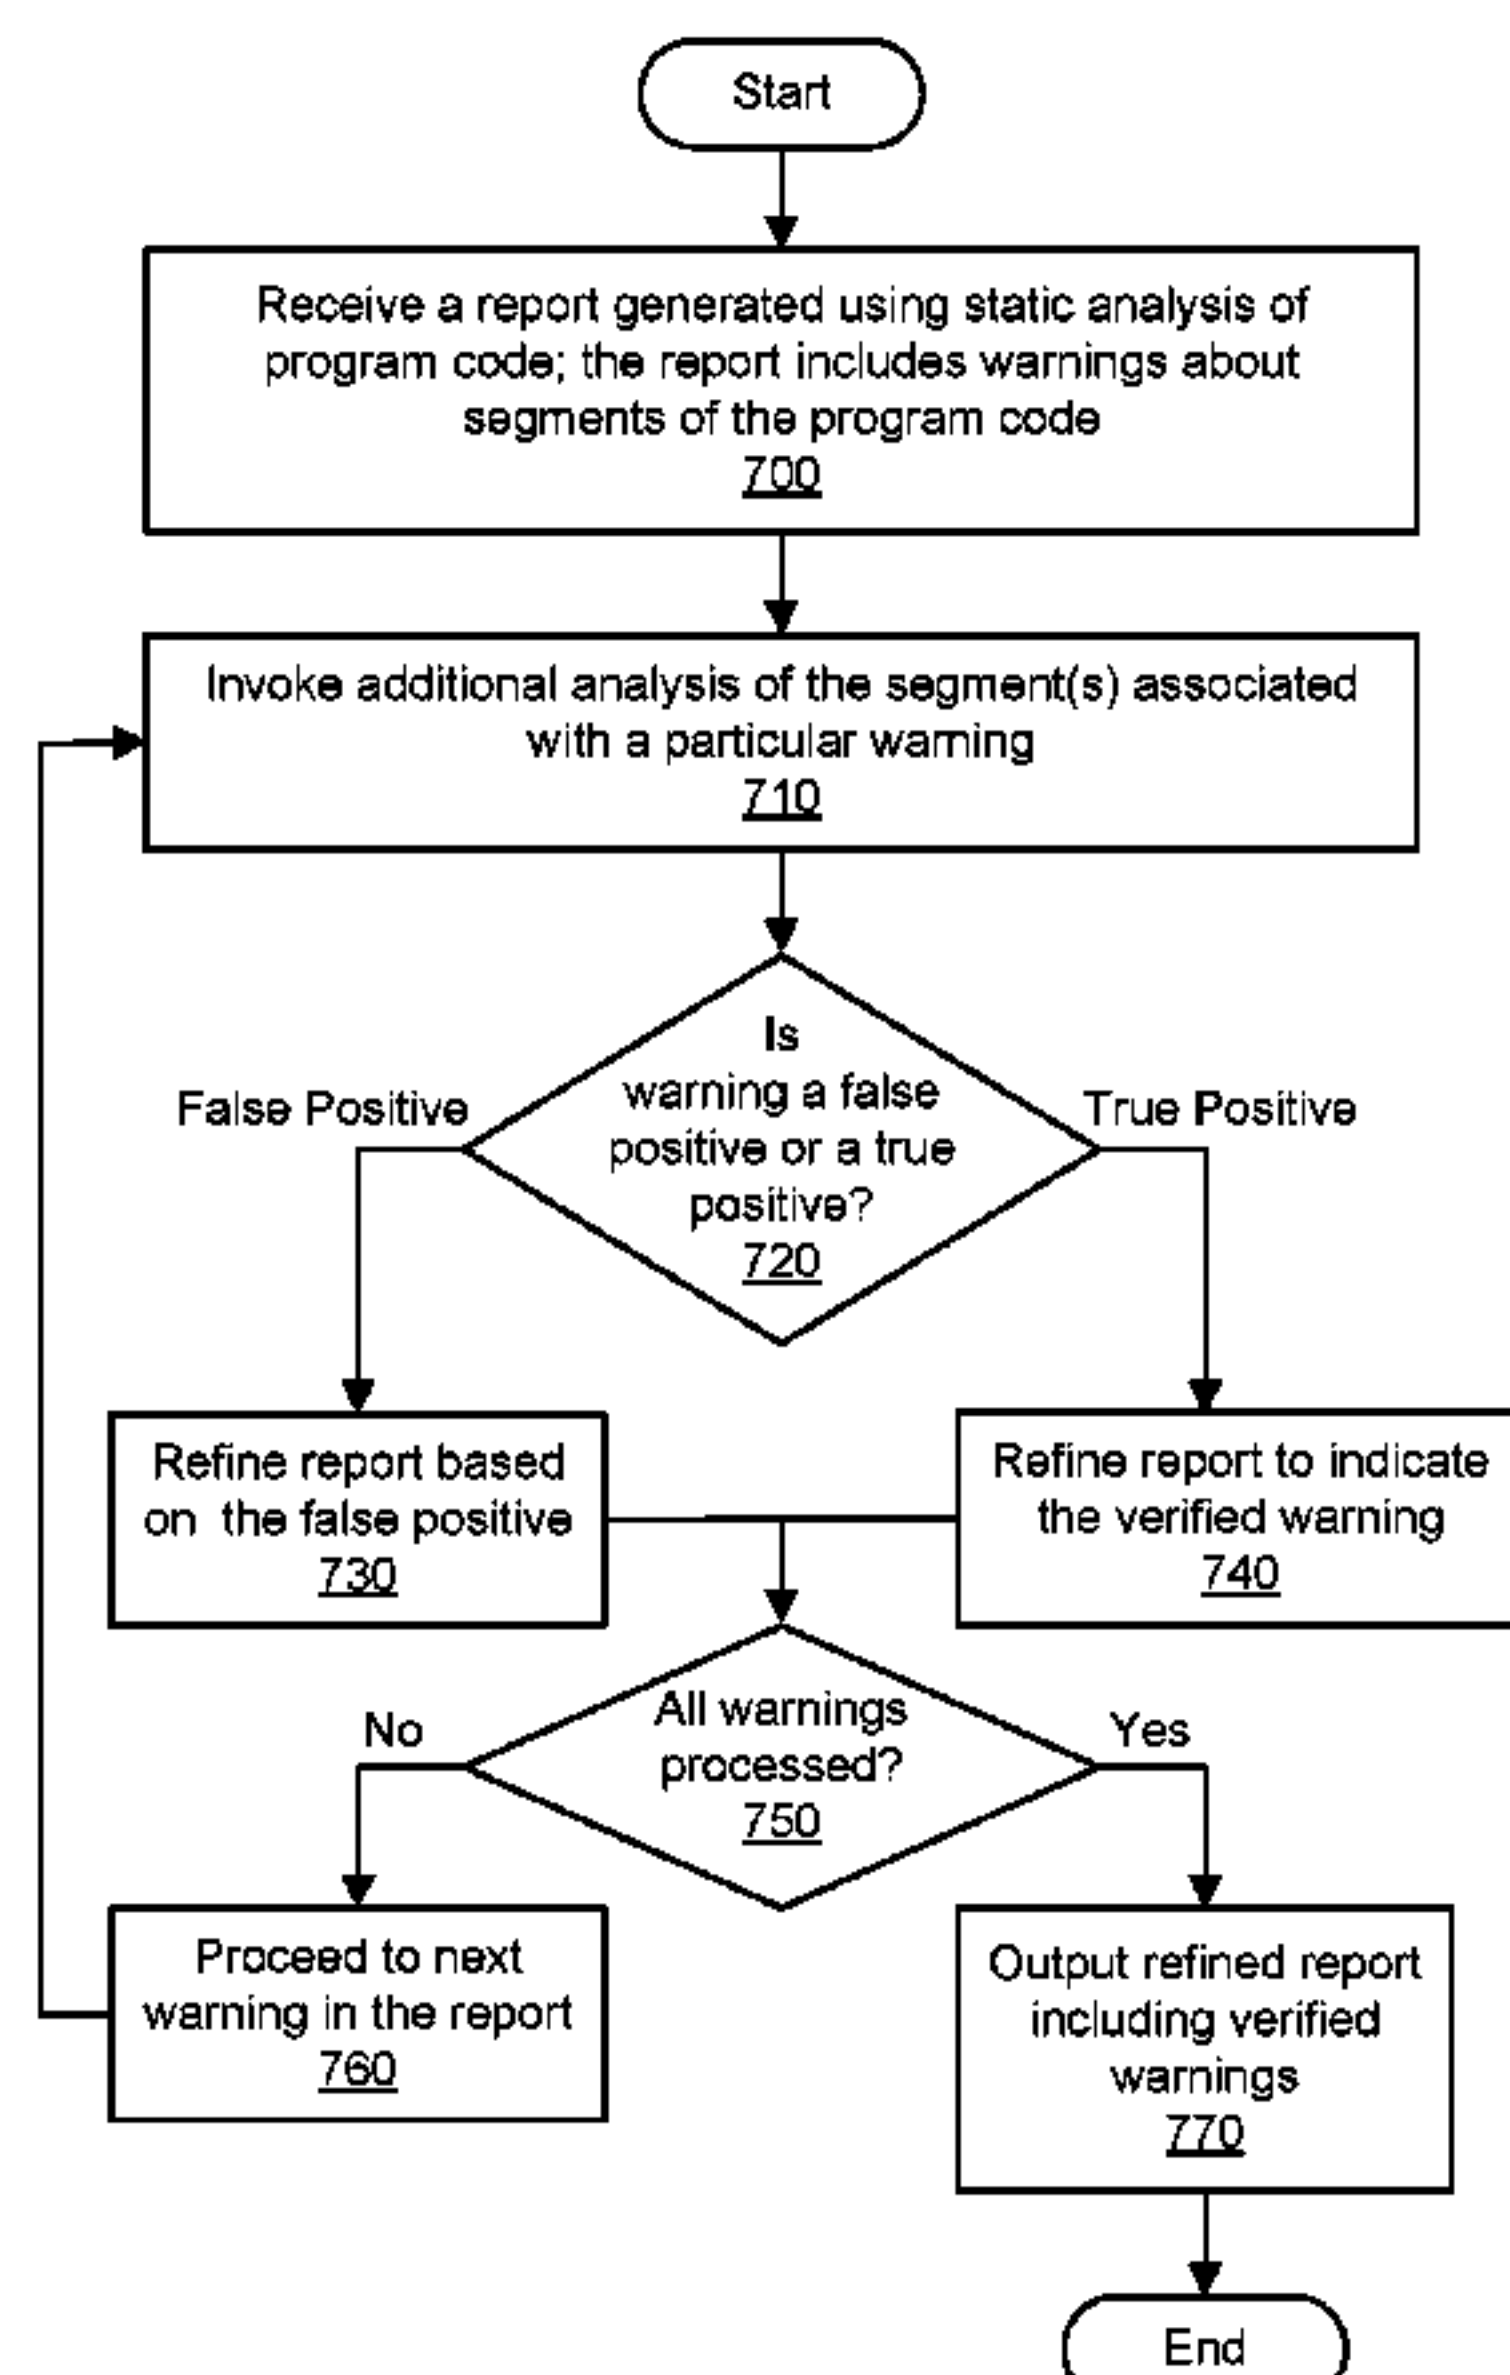 Start
Receive a report generated using static analysis of
program code; the report includes warnings about
segments of the program code
700
Invoke additional analysis of the segment(s) associated
with a particular warning
710
Is
warning a false
positive or a true
positive?
720
False Positive
True Positive
Refine report based
on the false positive
730
Refine report to indicate
the verified warning
740
All warnings
processed?
750
No
Yes
Proceed to next
warning in the report
760
Output refined report
including verified
warnings
770
End